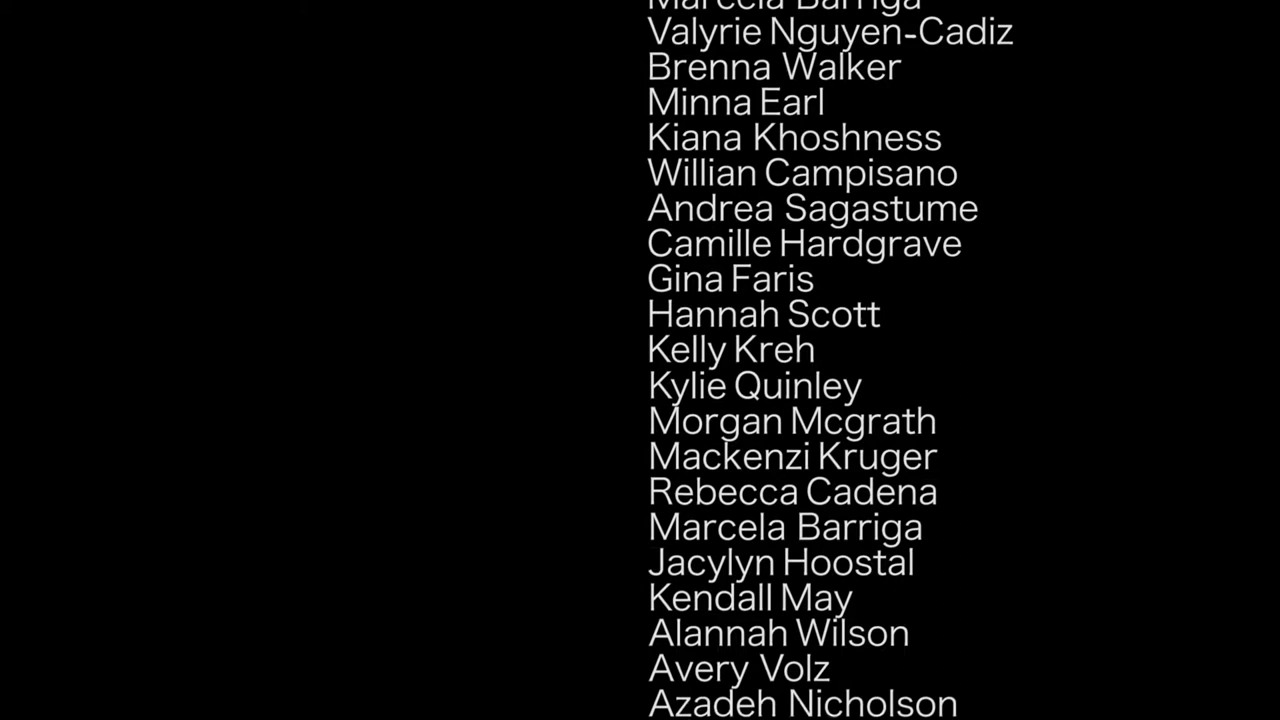 Marcela Barriga
Valyrie Nguyen-Cadiz
Brenna Walker
Minna Earl
Kiana Khoshness
Willian Campisano
Andrea Sagastume
Camille Hardgrave
Gina Faris
Hannah Scott
Kelly Kreh
Kylie Quinley
Morgan Mcgrath
Mackenzi Kruger
Rebecca Cadena
Marcela Barriga
Jacylyn Hoostal
Kendall May
Alannah Wilson
Avery Volz
Azadeh Nicholson